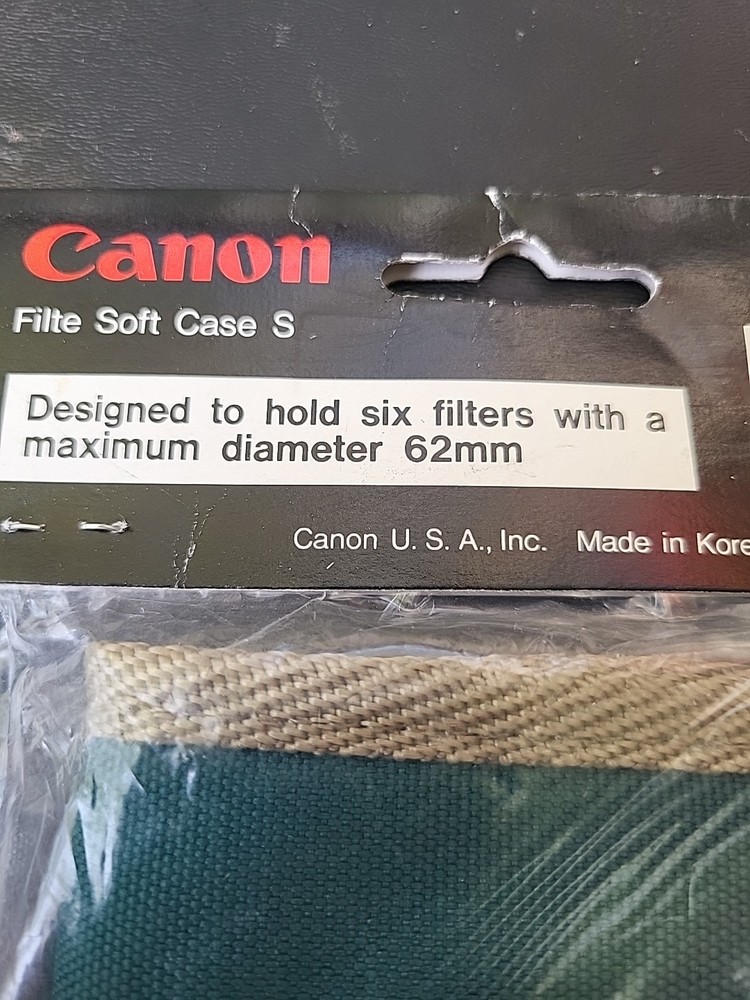 Canon
Filte Soft Case S
Designed to hold six filters with a
maximum diameter 62mm
Canon U. S. A., Inc. Made in Kore